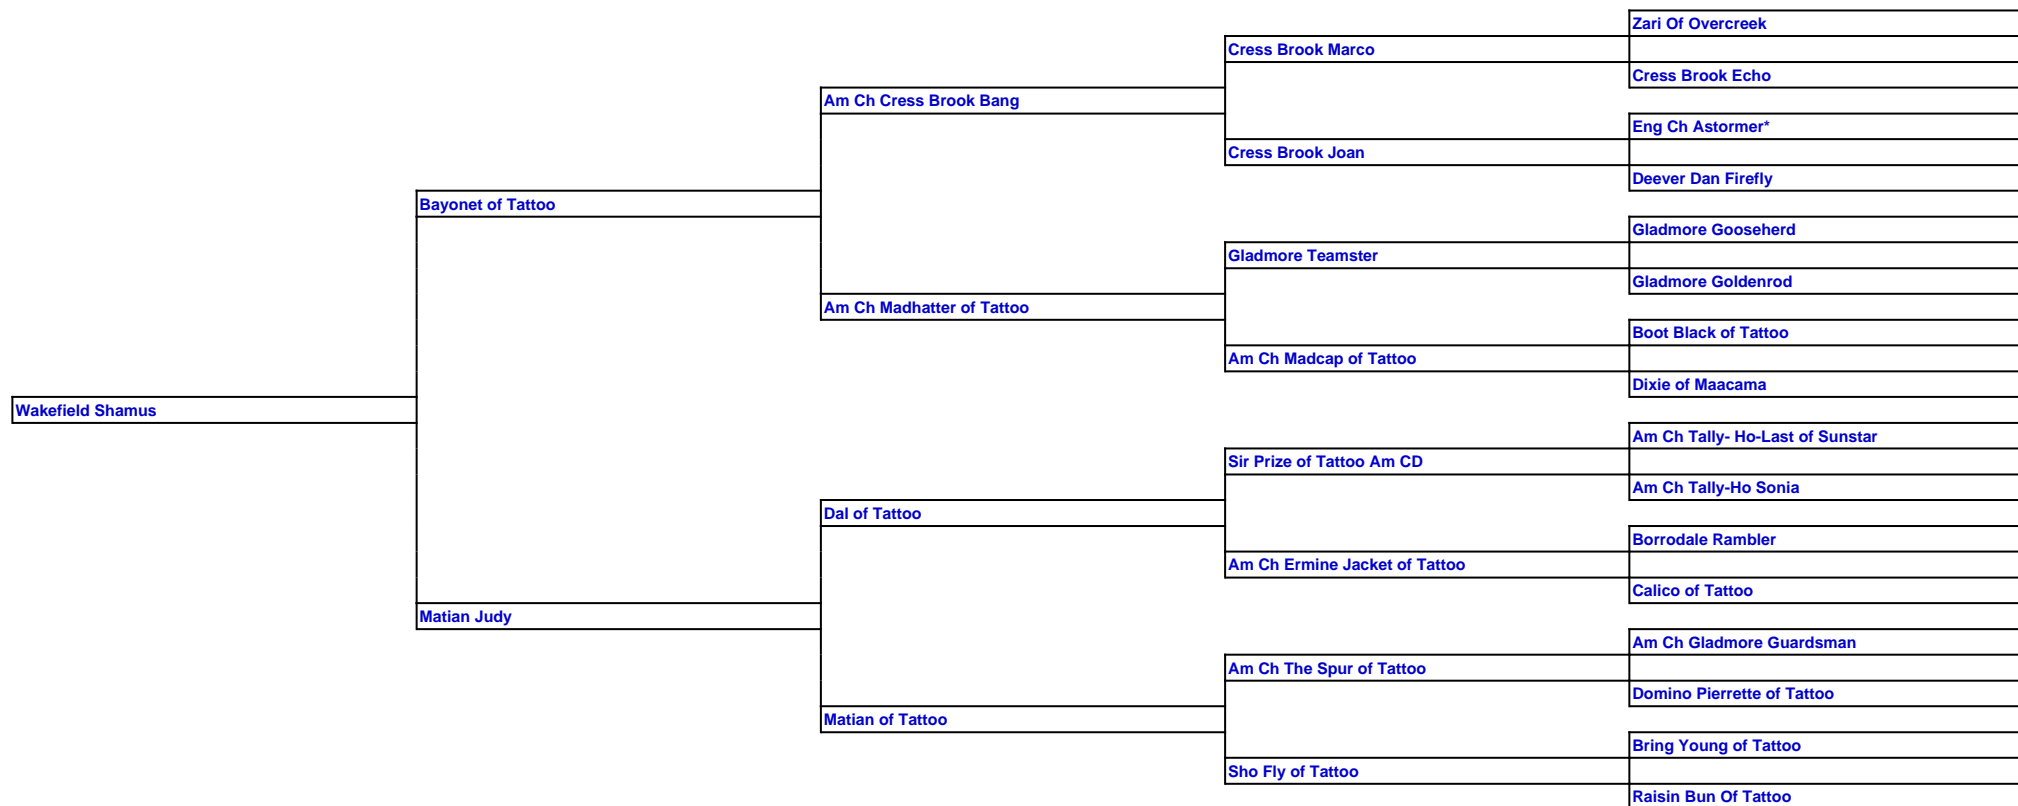 Zari Of Overcreek
Cress Brook Marco
Cress Brook Echo
Am Ch Cress Brook Bang
Eng Ch Astormer*
Cress Brook Joan
Deever Dan Firefly
Bayonet of Tattoo
Gladmore Gooseherd
Gladmore Teamster
Gladmore Goldenrod
Am Ch Madhatter of Tattoo
Boot Black of Tattoo
Am Ch Madcap of Tattoo
Dixie of Maacama
Wakefield Shamus
Am Ch Tally- Ho-Last of Sunstar
Sir Prize of Tattoo Am CD
Am Ch Tally-Ho Sonia
Dal of Tattoo
Borrodale Rambler
Am Ch Ermine Jacket of Tattoo
Calico of Tattoo
Matian Judy
Am Ch Gladmore Guardsman
Am Ch The Spur of Tattoo
Domino Pierrette of Tattoo
Matian of Tattoo
Bring Young of Tattoo
Sho Fly of Tattoo
Raisin Bun Of Tattoo